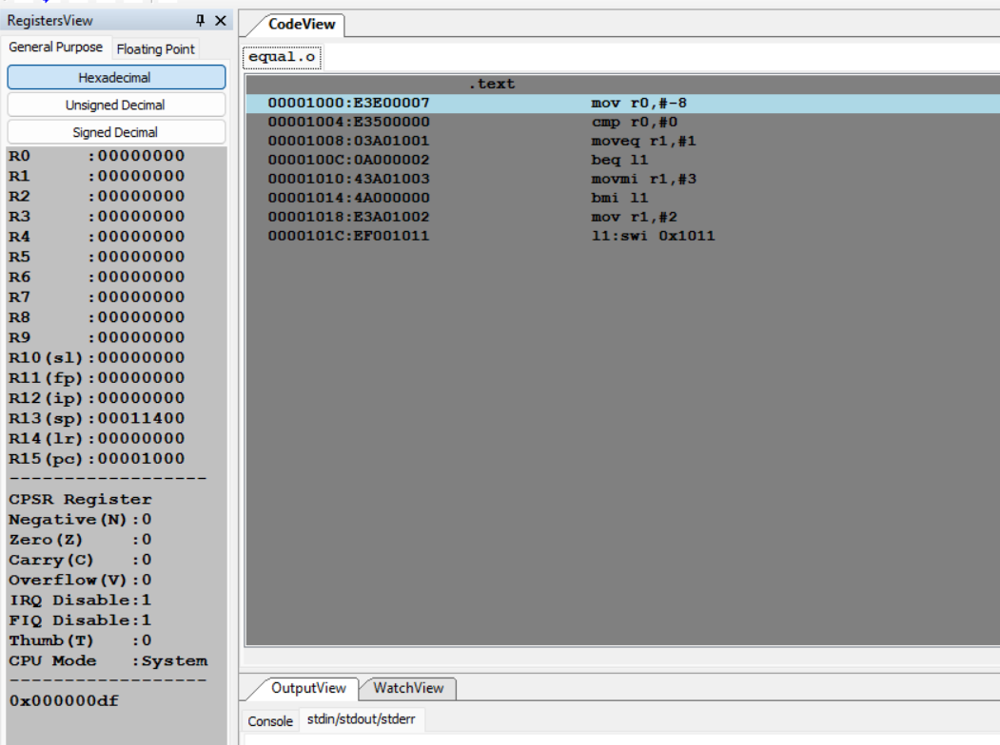 RegistersView
General Purpose Floating Point
Hexadecimal
Unsigned Decimal
Signed Decimal
R0 :00000000
R1 :00000000
R2 :00000000
R3 :00000000
R4 :00000000
R5 :00000000
R6 :00000000
R7 :00000000
R8 :00000000
R9 :00000000
R10(sl):00000000
R11(fp):00000000
R12(ip):00000000
R13(sp):00011400
R14(lr):00000000
R15(pc):00001000
-------------------
CPSR Register
Negative(N):0
Zero(Z) :0
Carry(C) :0
Overflow(V):0
IRQ Disable:1
FIQ Disable:1
Thumb(T) :0
CPU Mode :System
-------------------
0x000000df
CodeView
equal.o
.text
00001000:E3E00007 mov r0,#-8
00001004:E3500000 cmp r0,#0
00001008:03A01001 moveq r1,#1
0000100C:0A000002 beq l1
00001010:43A01003 movmi r1,#3
00001014:4A000000 bmi l1
00001018:E3A01002 mov r1,#2
0000101C:EF001011 l1:swi 0x1011
OutputView WatchView
Console stdin/stdout/stderr